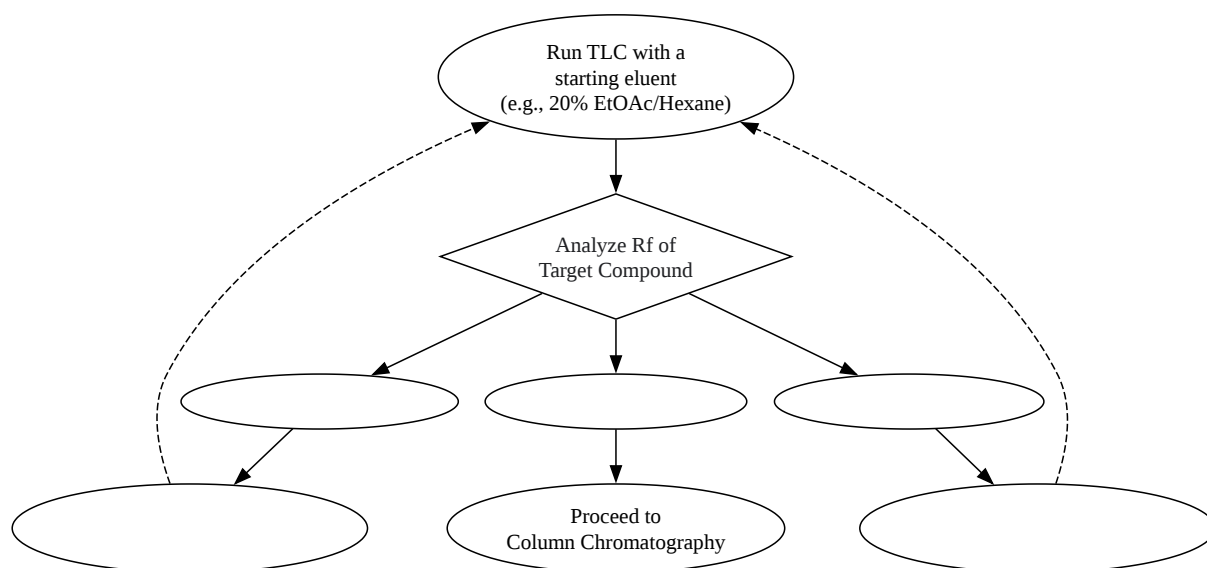 Run TLC with a
starting eluent
(e.g., 20% EtOAc/Hexane)
Analyze Rf of
Target Compound
Proceed to
Column Chromatography